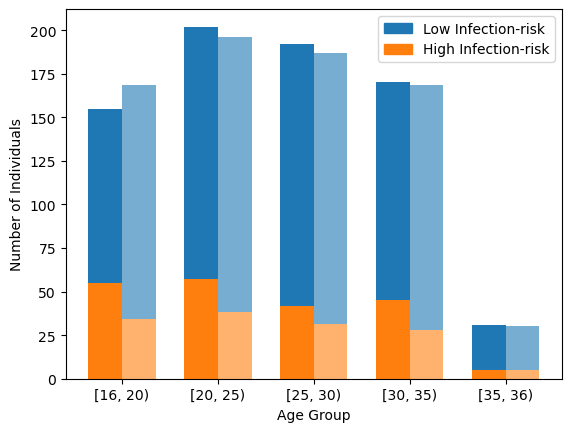 Low Infection-risk
High Infection-risk
Number of Individuals
200
175
150
125
100
75
50
25
0
[16, 20) [20, 25) [25, 30) [30, 35) [35, 36)
Age Group